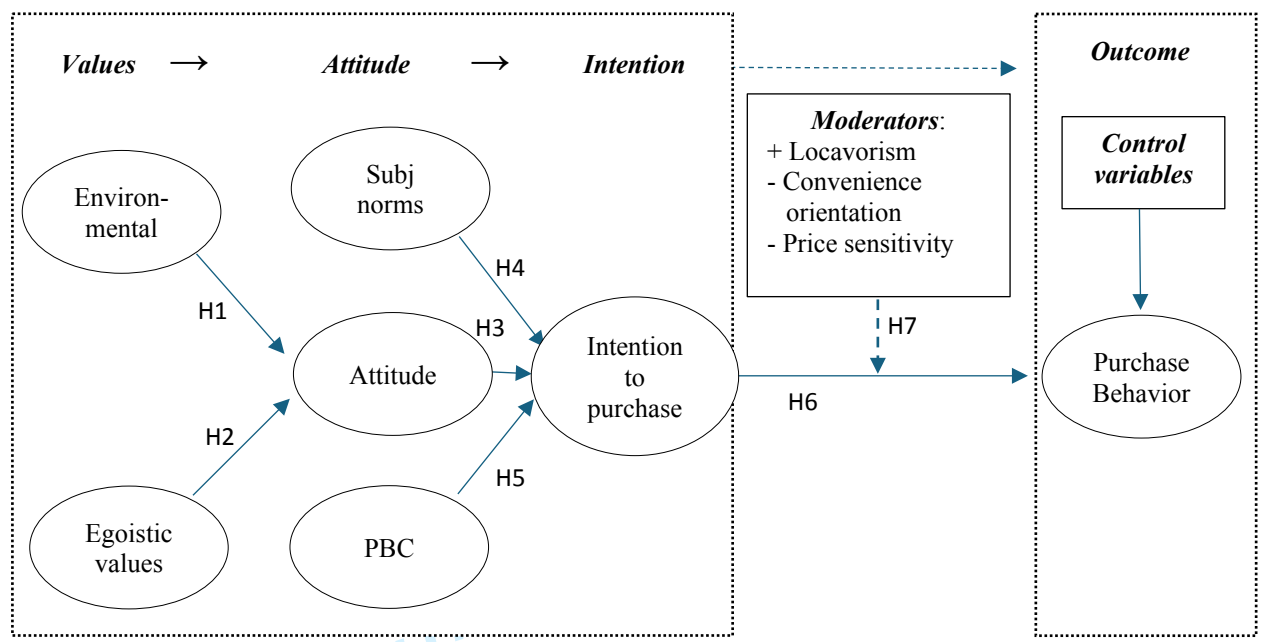 Values → Attitude → Intention
Outcome
Moderators:
+ Locavorism
- Convenience
orientation
- Price sensitivity
Control
variables
Environ-
mental
Subj
norms
H1
H4
H3
H7
Attitude
Intention
to
purchase
Purchase
Behavior
H6
H2
H5
Egoistic
values
PBC